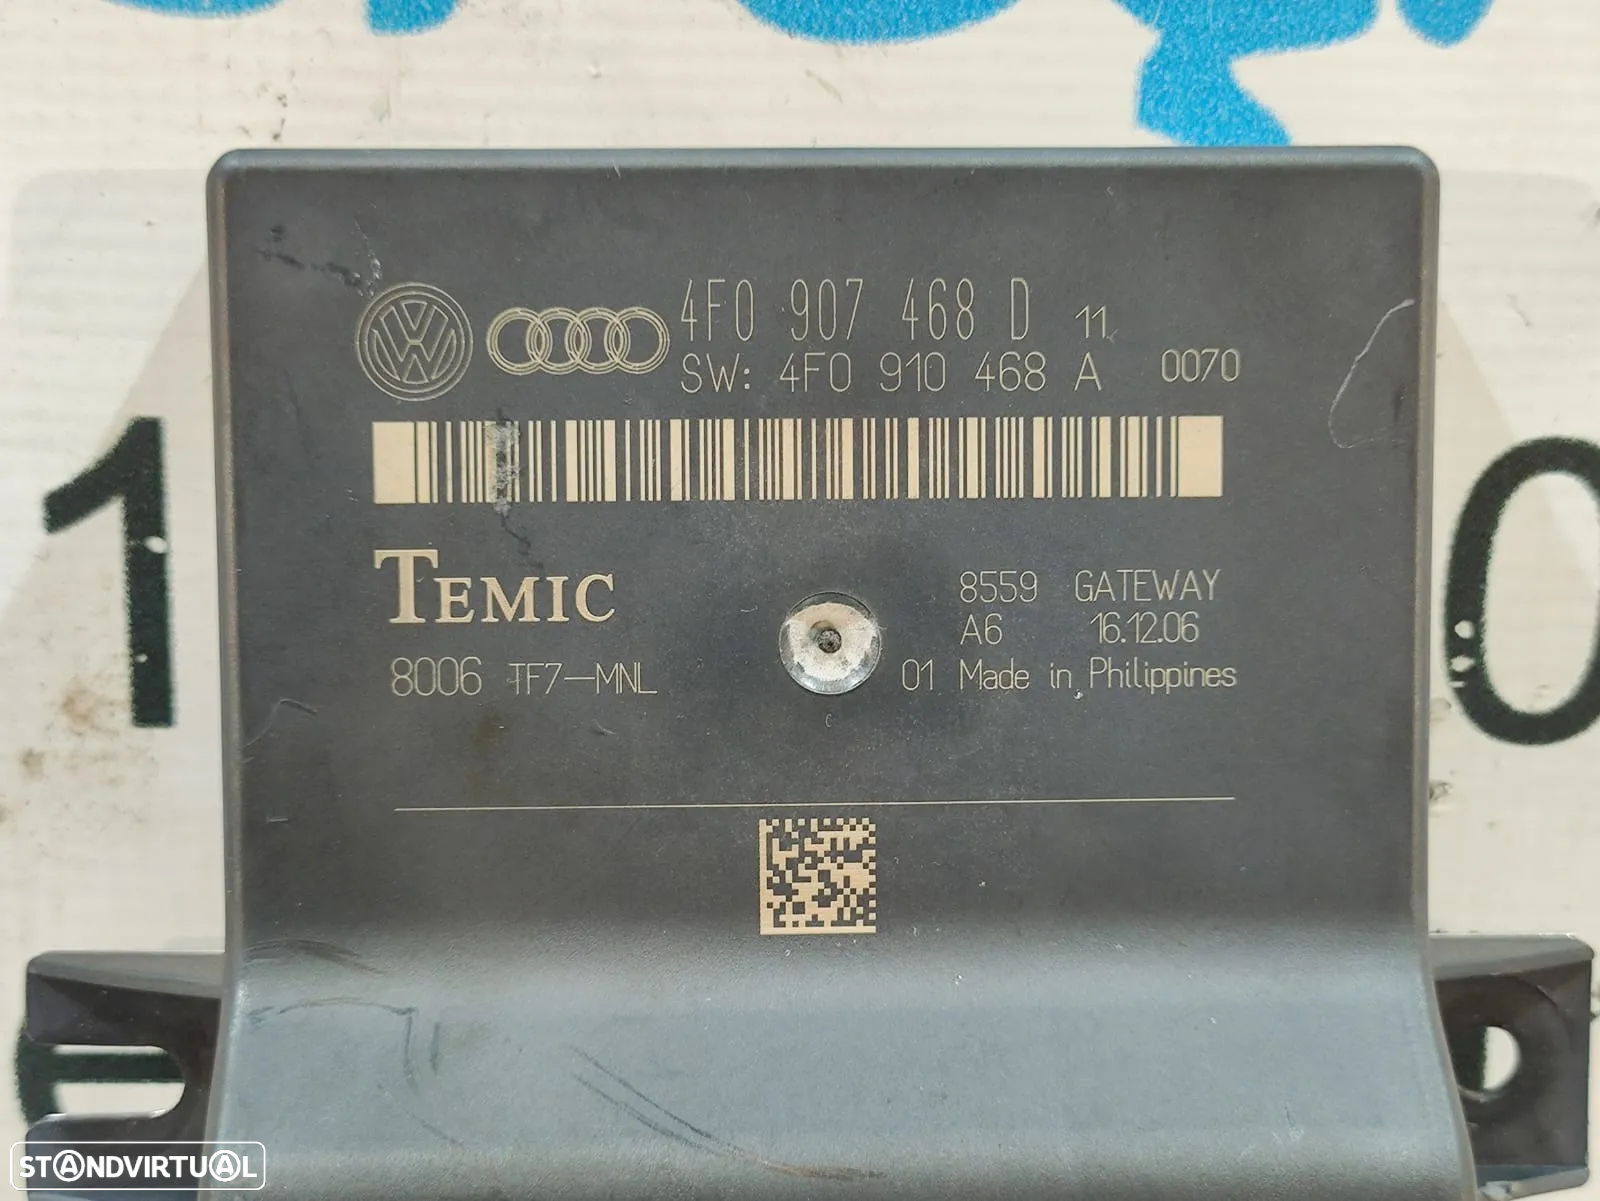 4F0 907 468 D 11
SW: 4F0 910 468 A 0070
TEMIC
8559 GATEWAY
A6 16.12.06
8006 TF7-MNL
01 Made in Philippines
C
1
0
STANDVIRTUAL